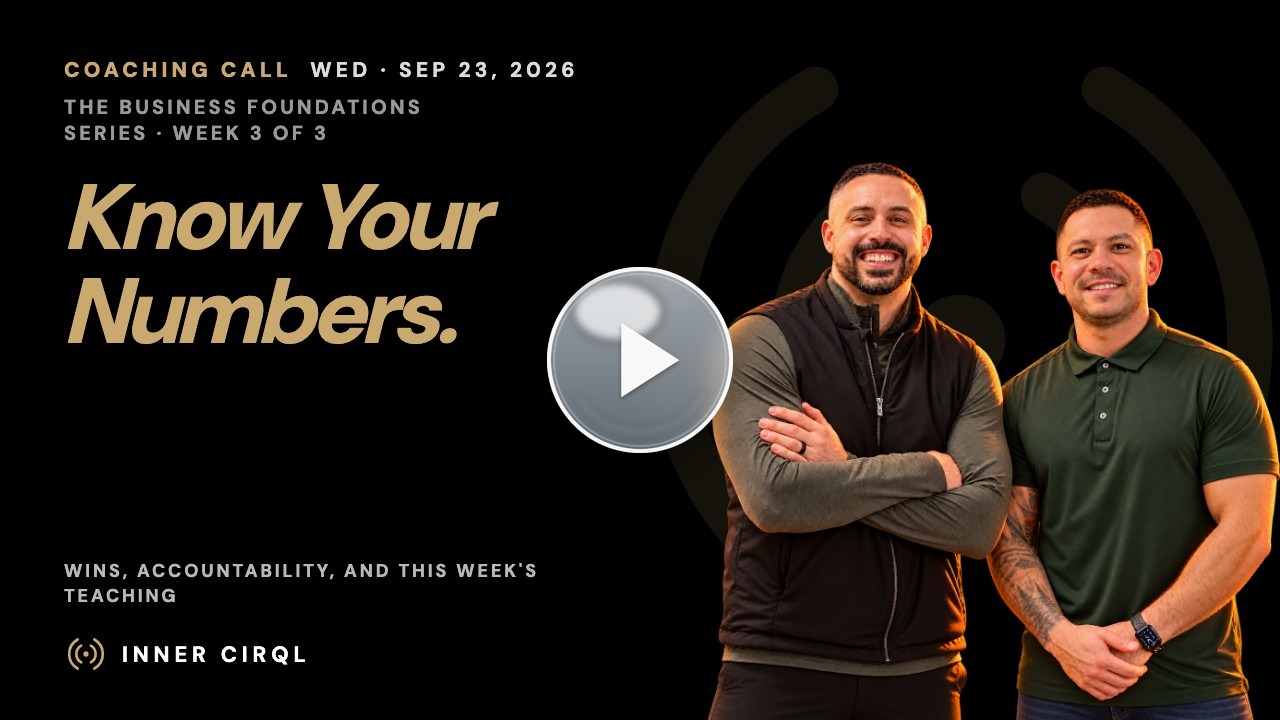 COACHING CALL WED · SEP 23, 2026
THE BUSINESS FOUNDATIONS
SERIES · WEEK 3 OF 3
Know Your
Numbers.
WINS, ACCOUNTABILITY, AND THIS WEEK'S
TEACHING
INNER CIRQL